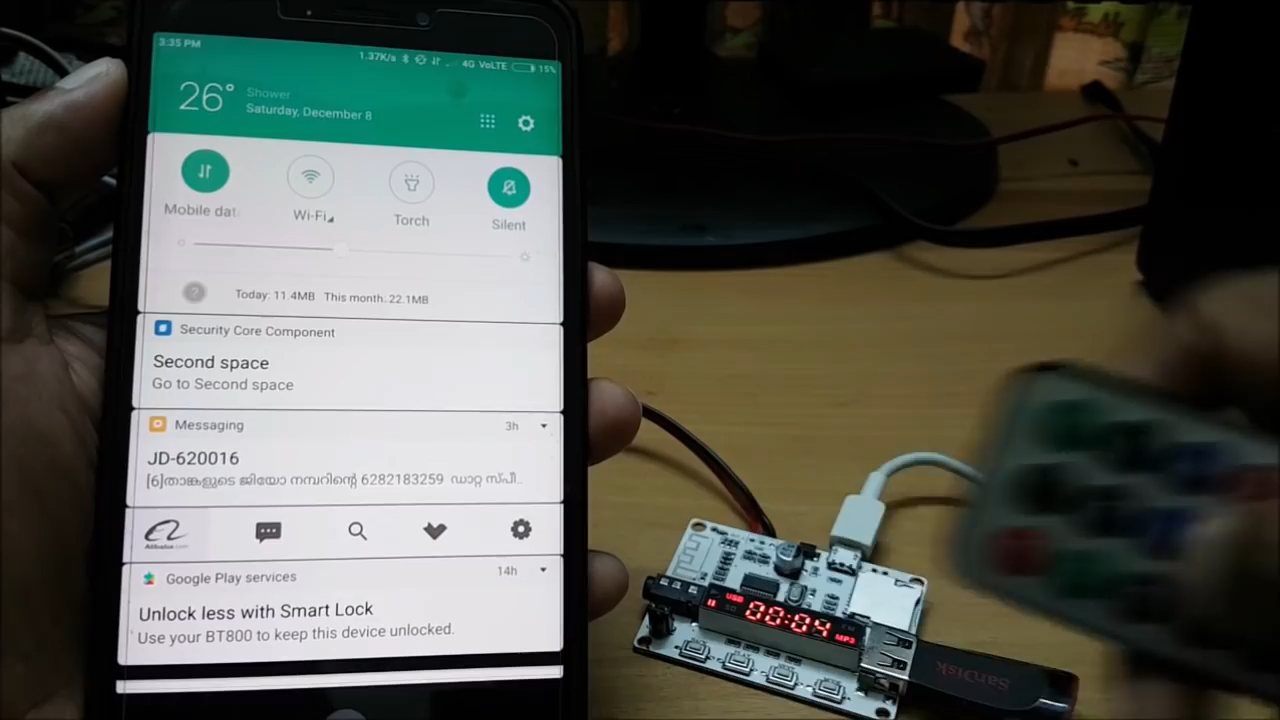 3:35 PM
1.37K/s 4G VoLTE 15%
26°
Shower
Saturday, December 8
Mobile dat
Wi-Fi
Torch
Silent
Today: 11.4MB This month: 22.1MB
Security Core Component
Second space
Go to Second space
Messaging 3h
JD-620016
[6]താങ്കളുടെ ജിയോ നമ്പറിന്റെ 6282183259 ഡാറ്റ സ്പീ..
Alibaba.com
Google Play services 14h
Unlock less with Smart Lock
Use your BT800 to keep this device unlocked.
USB
00:04
MP3
SanDisk